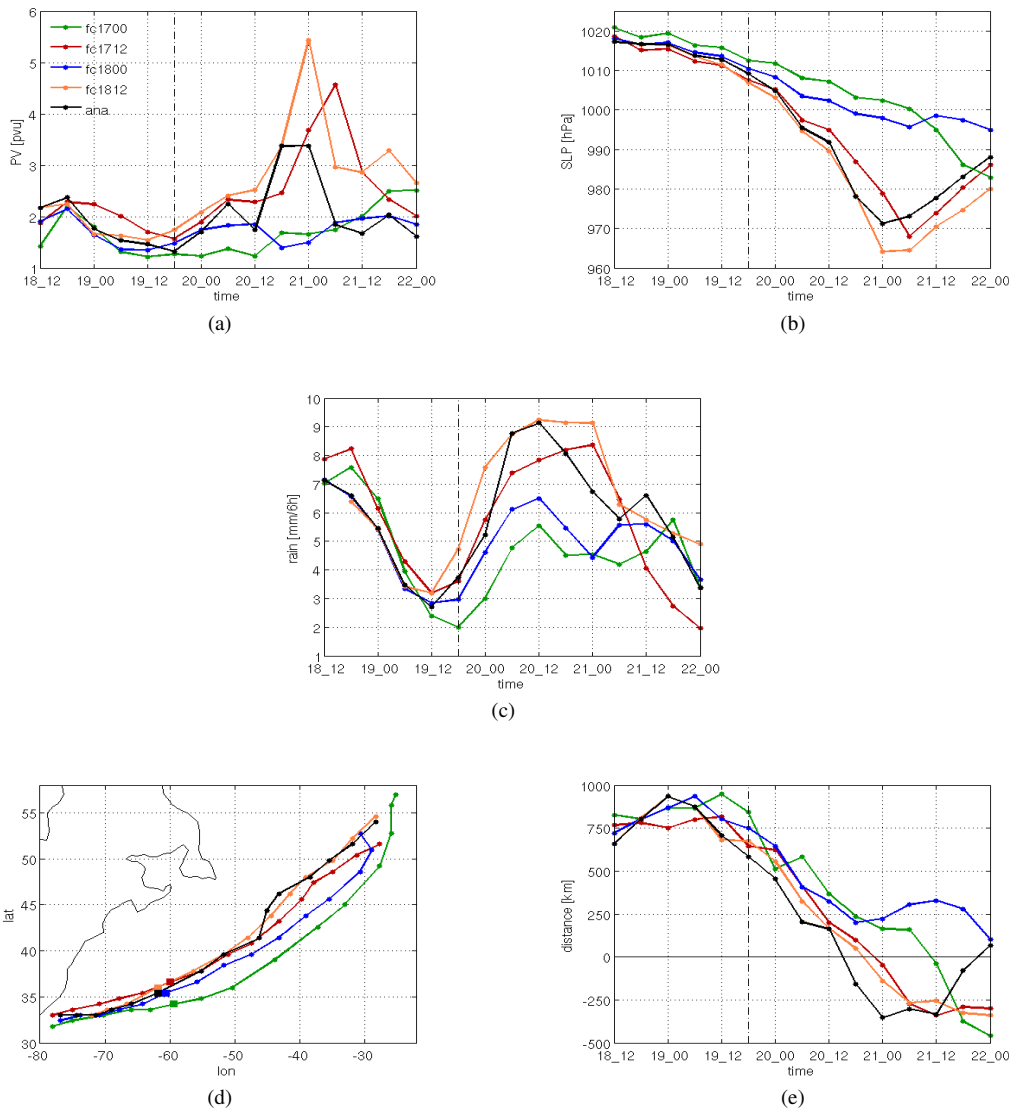 6
5
4
3
2
1
PV [pvu]
fc1700
fc1712
fc1800
fc1812
ana
18_12 19_00 19_12 20_00 20_12 21_00 21_12 22_00
time
(a)
1020
1010
1000
990
980
970
960
SLP [hPa]
18_12 19_00 19_12 20_00 20_12 21_00 21_12 22_00
time
(b)
10
9
8
7
6
5
4
3
2
1
rain [mm/6h]
18_12 19_00 19_12 20_00 20_12 21_00 21_12 22_00
time
(c)
55
50
45
40
35
30
lat
-80 -70 -60 -50 -40 -30
lon
(d)
1000
750
500
250
0
-250
-500
distance [km]
18_12 19_00 19_12 20_00 20_12 21_00 21_12 22_00
time
(e)